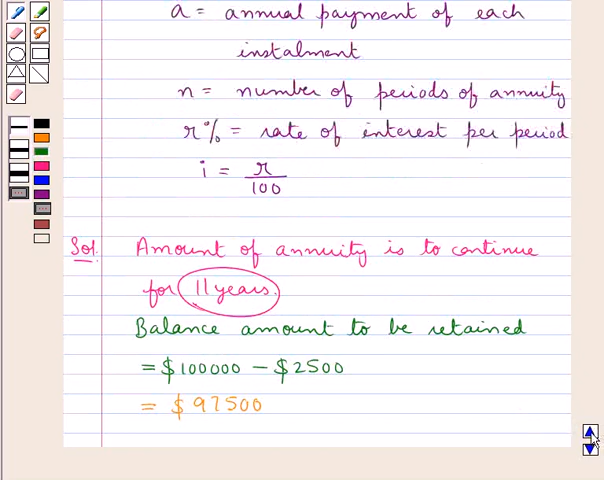 a = annual payment of each
instalment
n = number of periods of annuity
r% = rate of interest per period
i = r/100
Sol. Amount of annuity is to continue
for 11 years.
Balance amount to be retained
= $100000 - $2500
= $97500